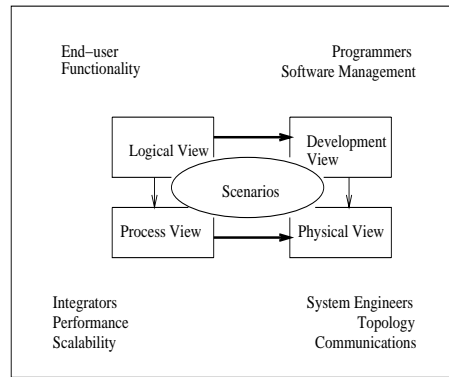 End−user
Functionality
Programmers
Software Management
Logical View
Development
View
Scenarios
Process View
Physical View
Integrators
Performance
Scalability
System Engineers
Topology
Communications